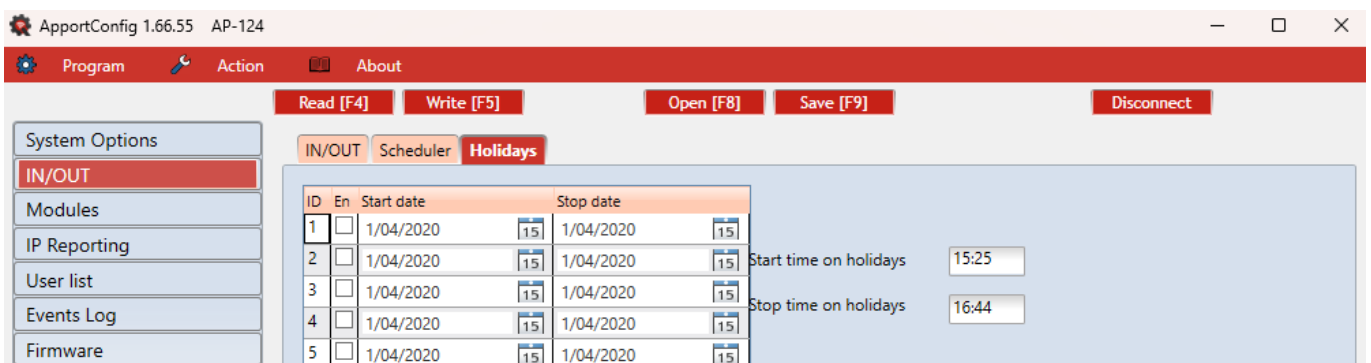 ApportConfig 1.66.55 AP-124
Program Action About
Read [F4] Write [F5] Open [F8] Save [F9] Disconnect
System Options
IN/OUT
Modules
IP Reporting
User list
Events Log
Firmware
IN/OUT Scheduler Holidays
ID En Start date Stop date
1 1/04/2020 15 1/04/2020 15
2 1/04/2020 15 1/04/2020 15
3 1/04/2020 15 1/04/2020 15
4 1/04/2020 15 1/04/2020 15
5 1/04/2020 15 1/04/2020 15
Start time on holidays 15:25
Stop time on holidays 16:44